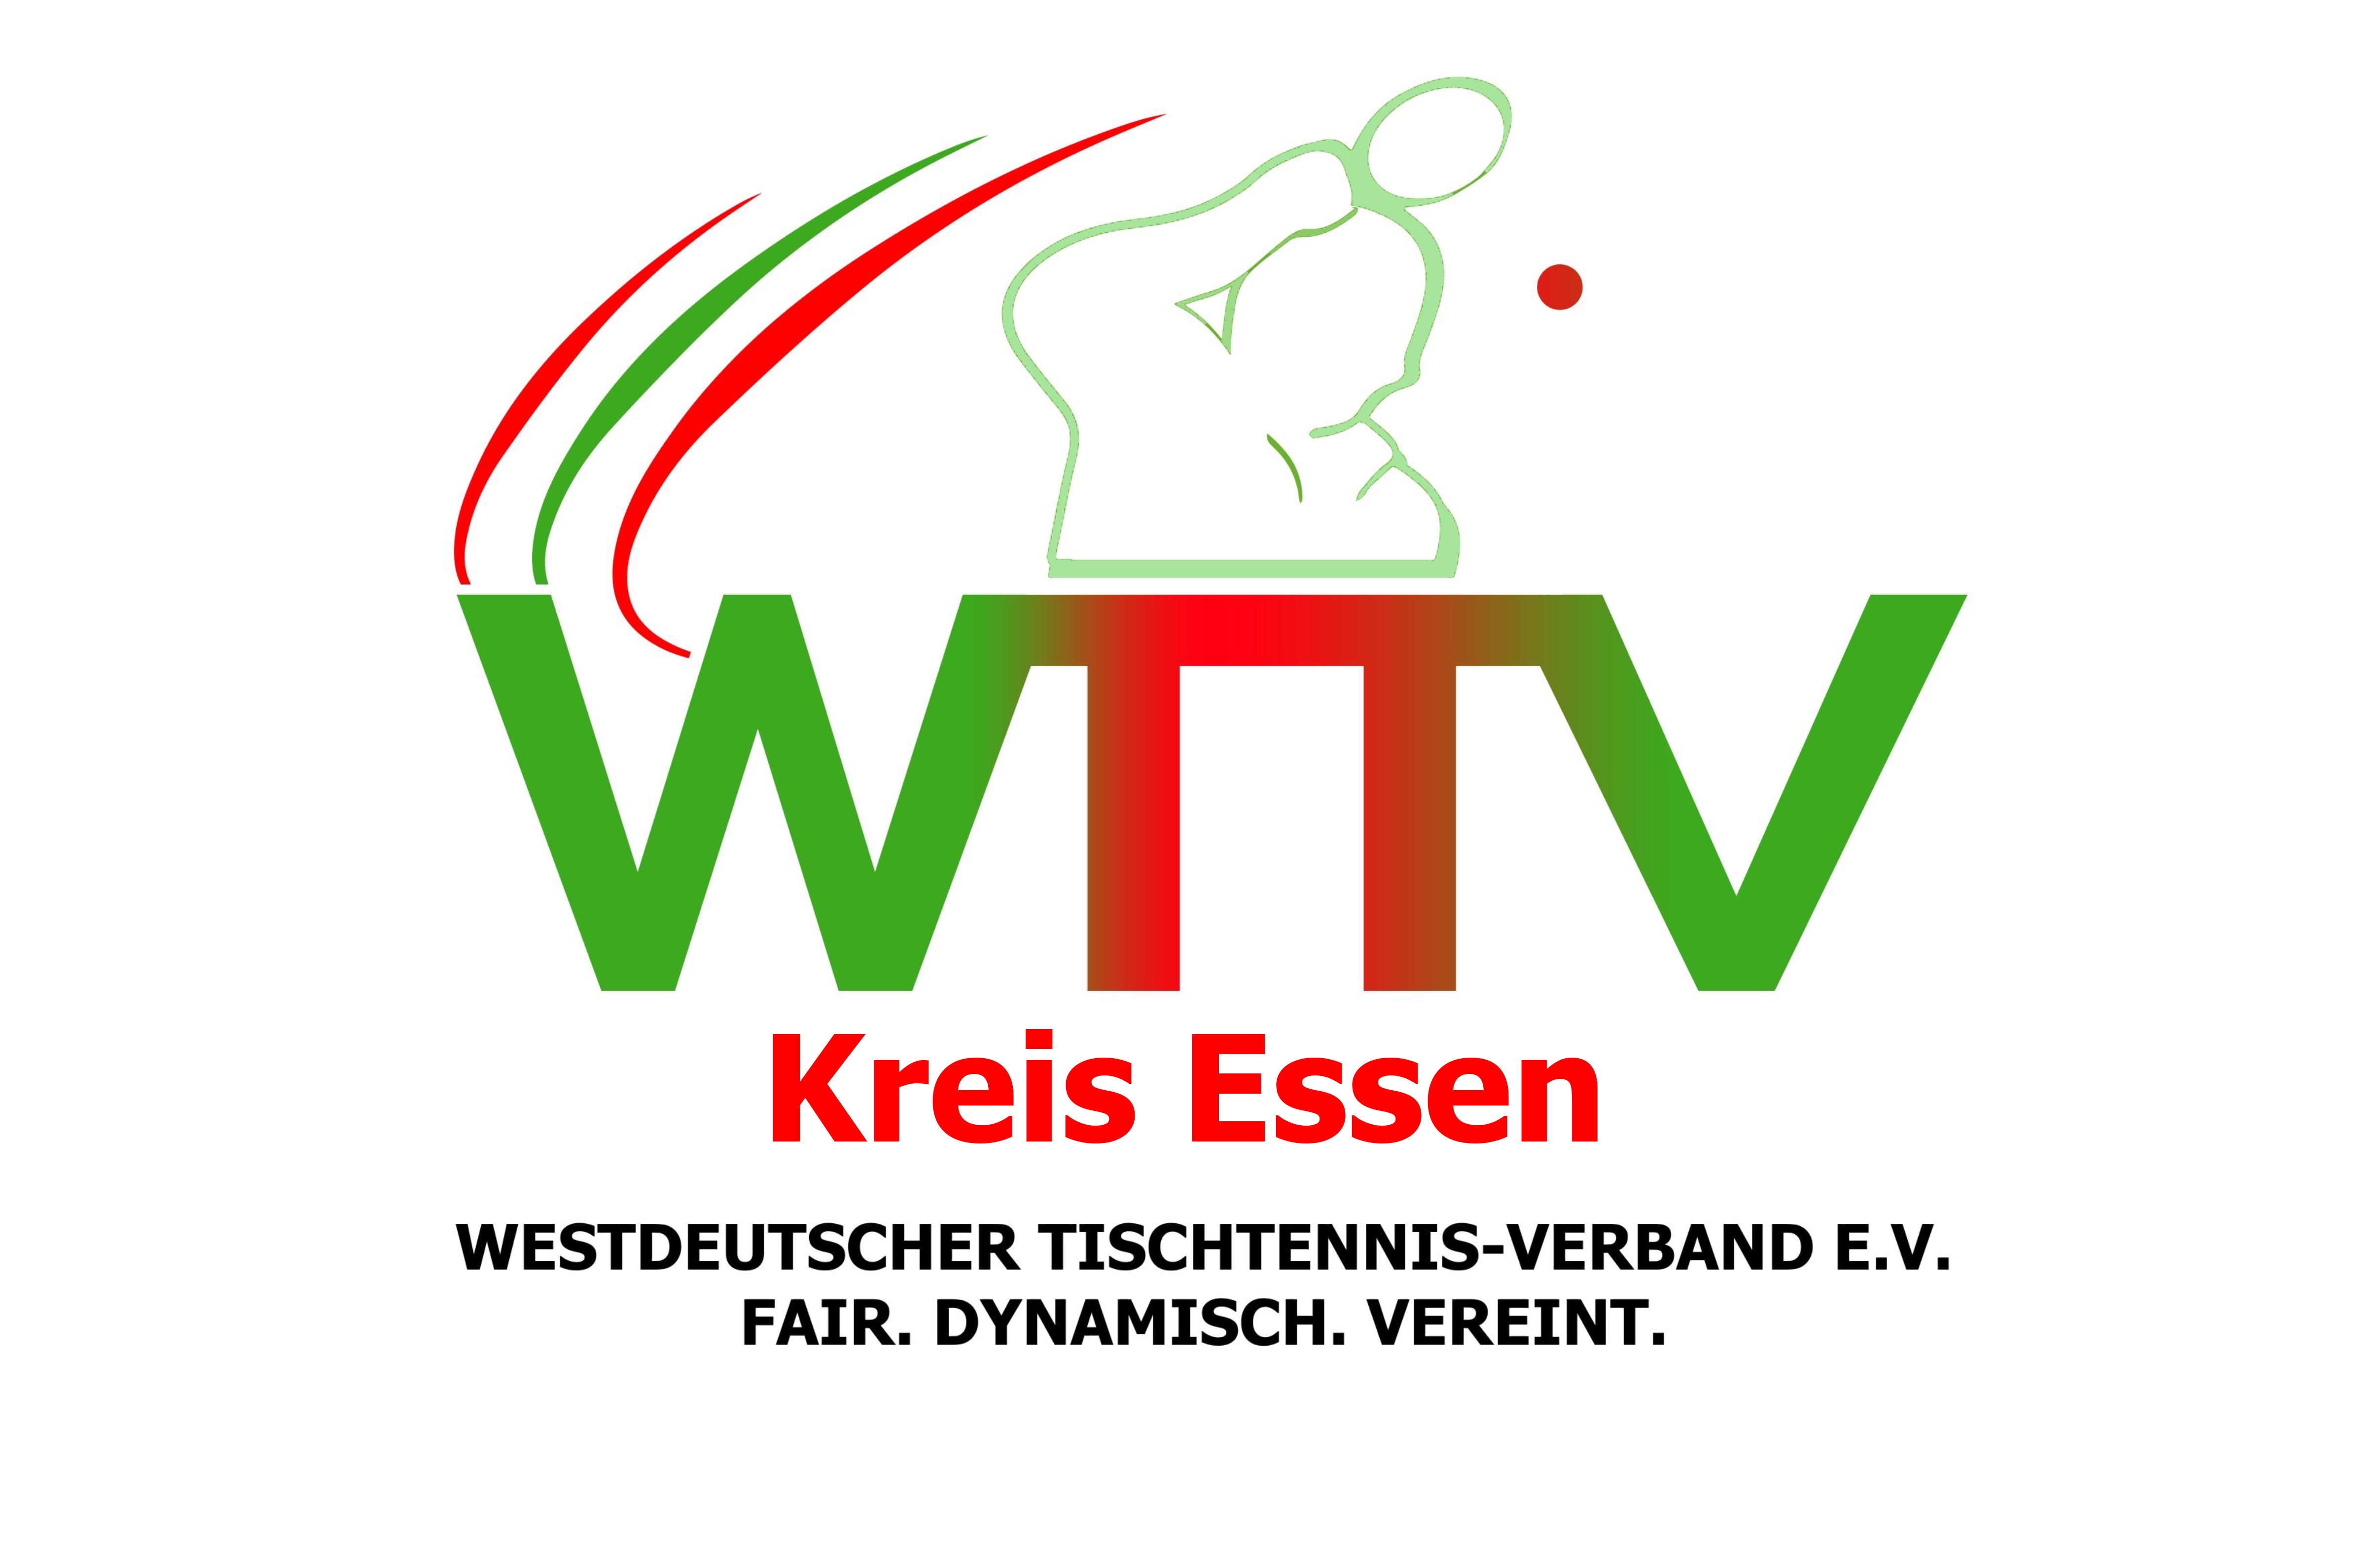 WTTV
Kreis Essen
WESTDEUTSCHER TISCHTENNIS-VERBAND E.V.
FAIR. DYNAMISCH. VEREINT.